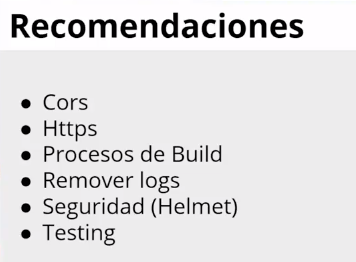 Recomendaciones
● Cors
● Https
● Procesos de Build
● Remover logs
● Seguridad (Helmet)
● Testing